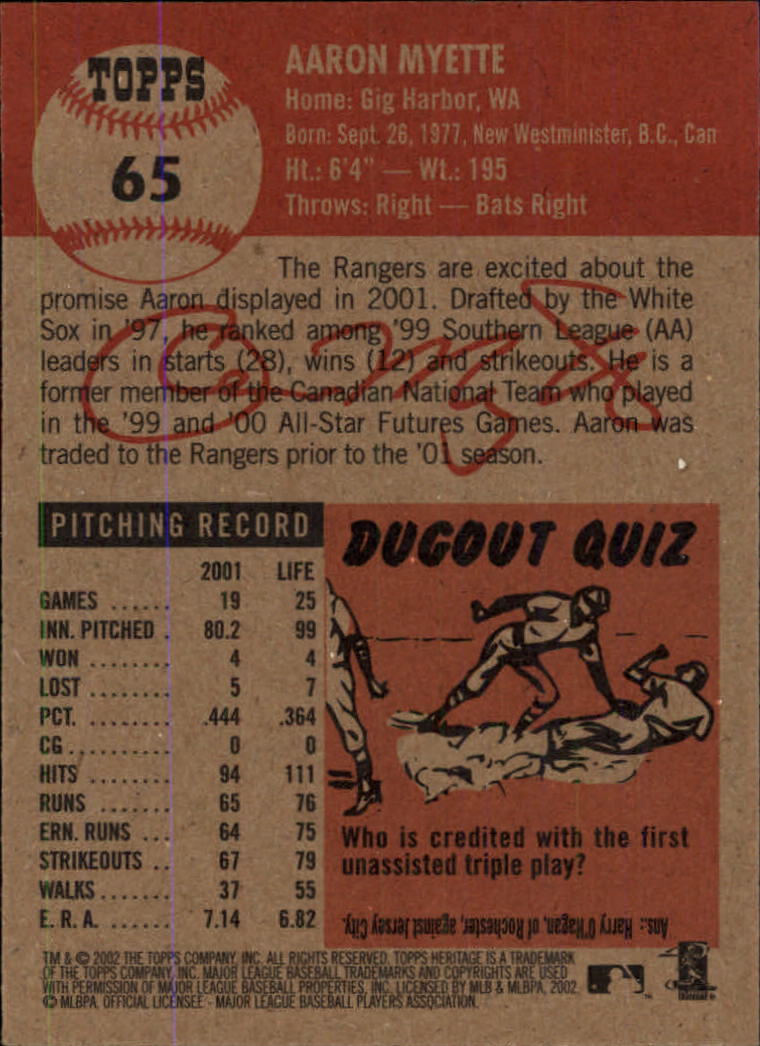 TOPPS
65
AARON MYETTE
Home: Gig Harbor, WA
Born: Sept. 26, 1977, New Westminister, B.C., Can
Ht.: 6'4" — Wt.: 195
Throws: Right — Bats Right
The Rangers are excited about the
promise Aaron displayed in 2001. Drafted by the White
Sox in '97, he ranked among '99 Southern League (AA)
leaders in starts (28), wins (12) and strikeouts. He is a
former member of the Canadian National Team who played
in the '99 and '00 All-Star Futures Games. Aaron was
traded to the Rangers prior to the '01 season.
PITCHING RECORD
2001 LIFE
GAMES ...... 19 25
INN. PITCHED . 80.2 99
WON ........ 4 4
LOST ........ 5 7
PCT. ........ .444 .364
CG .......... 0 0
HITS ........ 94 111
RUNS ....... 65 76
ERN. RUNS ... 64 75
STRIKEOUTS .. 67 79
WALKS ....... 37 55
E. R. A. ...... 7.14 6.82
DUGOUT QUIZ
Who is credited with the first
unassisted triple play?
Ans.: Harry O'Hagan, of Rochester, against Jersey City.
TM & © 2002 THE TOPPS COMPANY, INC. ALL RIGHTS RESERVED. TOPPS HERITAGE IS A TRADEMARK
OF THE TOPPS COMPANY, INC. MAJOR LEAGUE BASEBALL TRADEMARKS AND COPYRIGHTS ARE USED
WITH PERMISSION OF MAJOR LEAGUE BASEBALL PROPERTIES, INC. LICENSED BY MLB & MLBPA, 2002
© MLBPA. OFFICIAL LICENSEE - MAJOR LEAGUE BASEBALL PLAYERS ASSOCIATION.